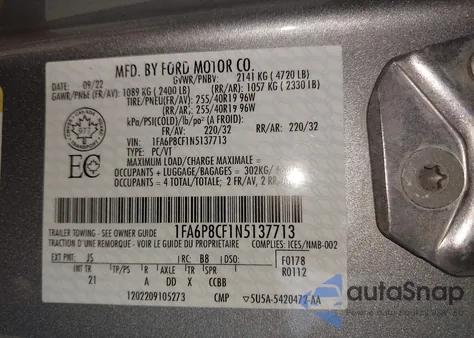 MFD. BY FORD MOTOR CO.
DATE: 09/22 GVWR/PNBV: 2141 KG ( 4720 LB)
GAWR/PNBE (FR/AV): 1089 KG ( 2400 LB) (RR/AR): 1057 KG ( 2330 LB)
TIRE/PNEU(FR/AV): 255/40R19 96W
(RR/AR): 255/40R19 96W
kPa/PSI(COLD)/lb/po² (A FROID):
FR/AV: 220/32 RR/AR: 220/32
VIN: 1FA6P8CF1N5137713
TYPE: PC/VT
MAXIMUM LOAD/CHARGE MAXIMALE =
OCCUPANTS + LUGGAGE/BAGAGES = 302KG/
OCCUPANTS = 4 TOTAL/TOTALE; 2 FR/AV, 2 RR
EC
TRAILER TOWING - SEE OWNER GUIDE 1FA6P8CF1N5137713
TRACTION D'UNE REMORQUE - VOIR GUIDE DU PROPRIETAIRE COMPLIES: ICES/NMB-002
EXT PNT: JS RC: B8 DSO: F0178
R0112
INT TR TP/PS R AXLE TR SPR
21 A DD X CCBB
1202209105273 CMP 5U5A-5420472-AA
autoSnap